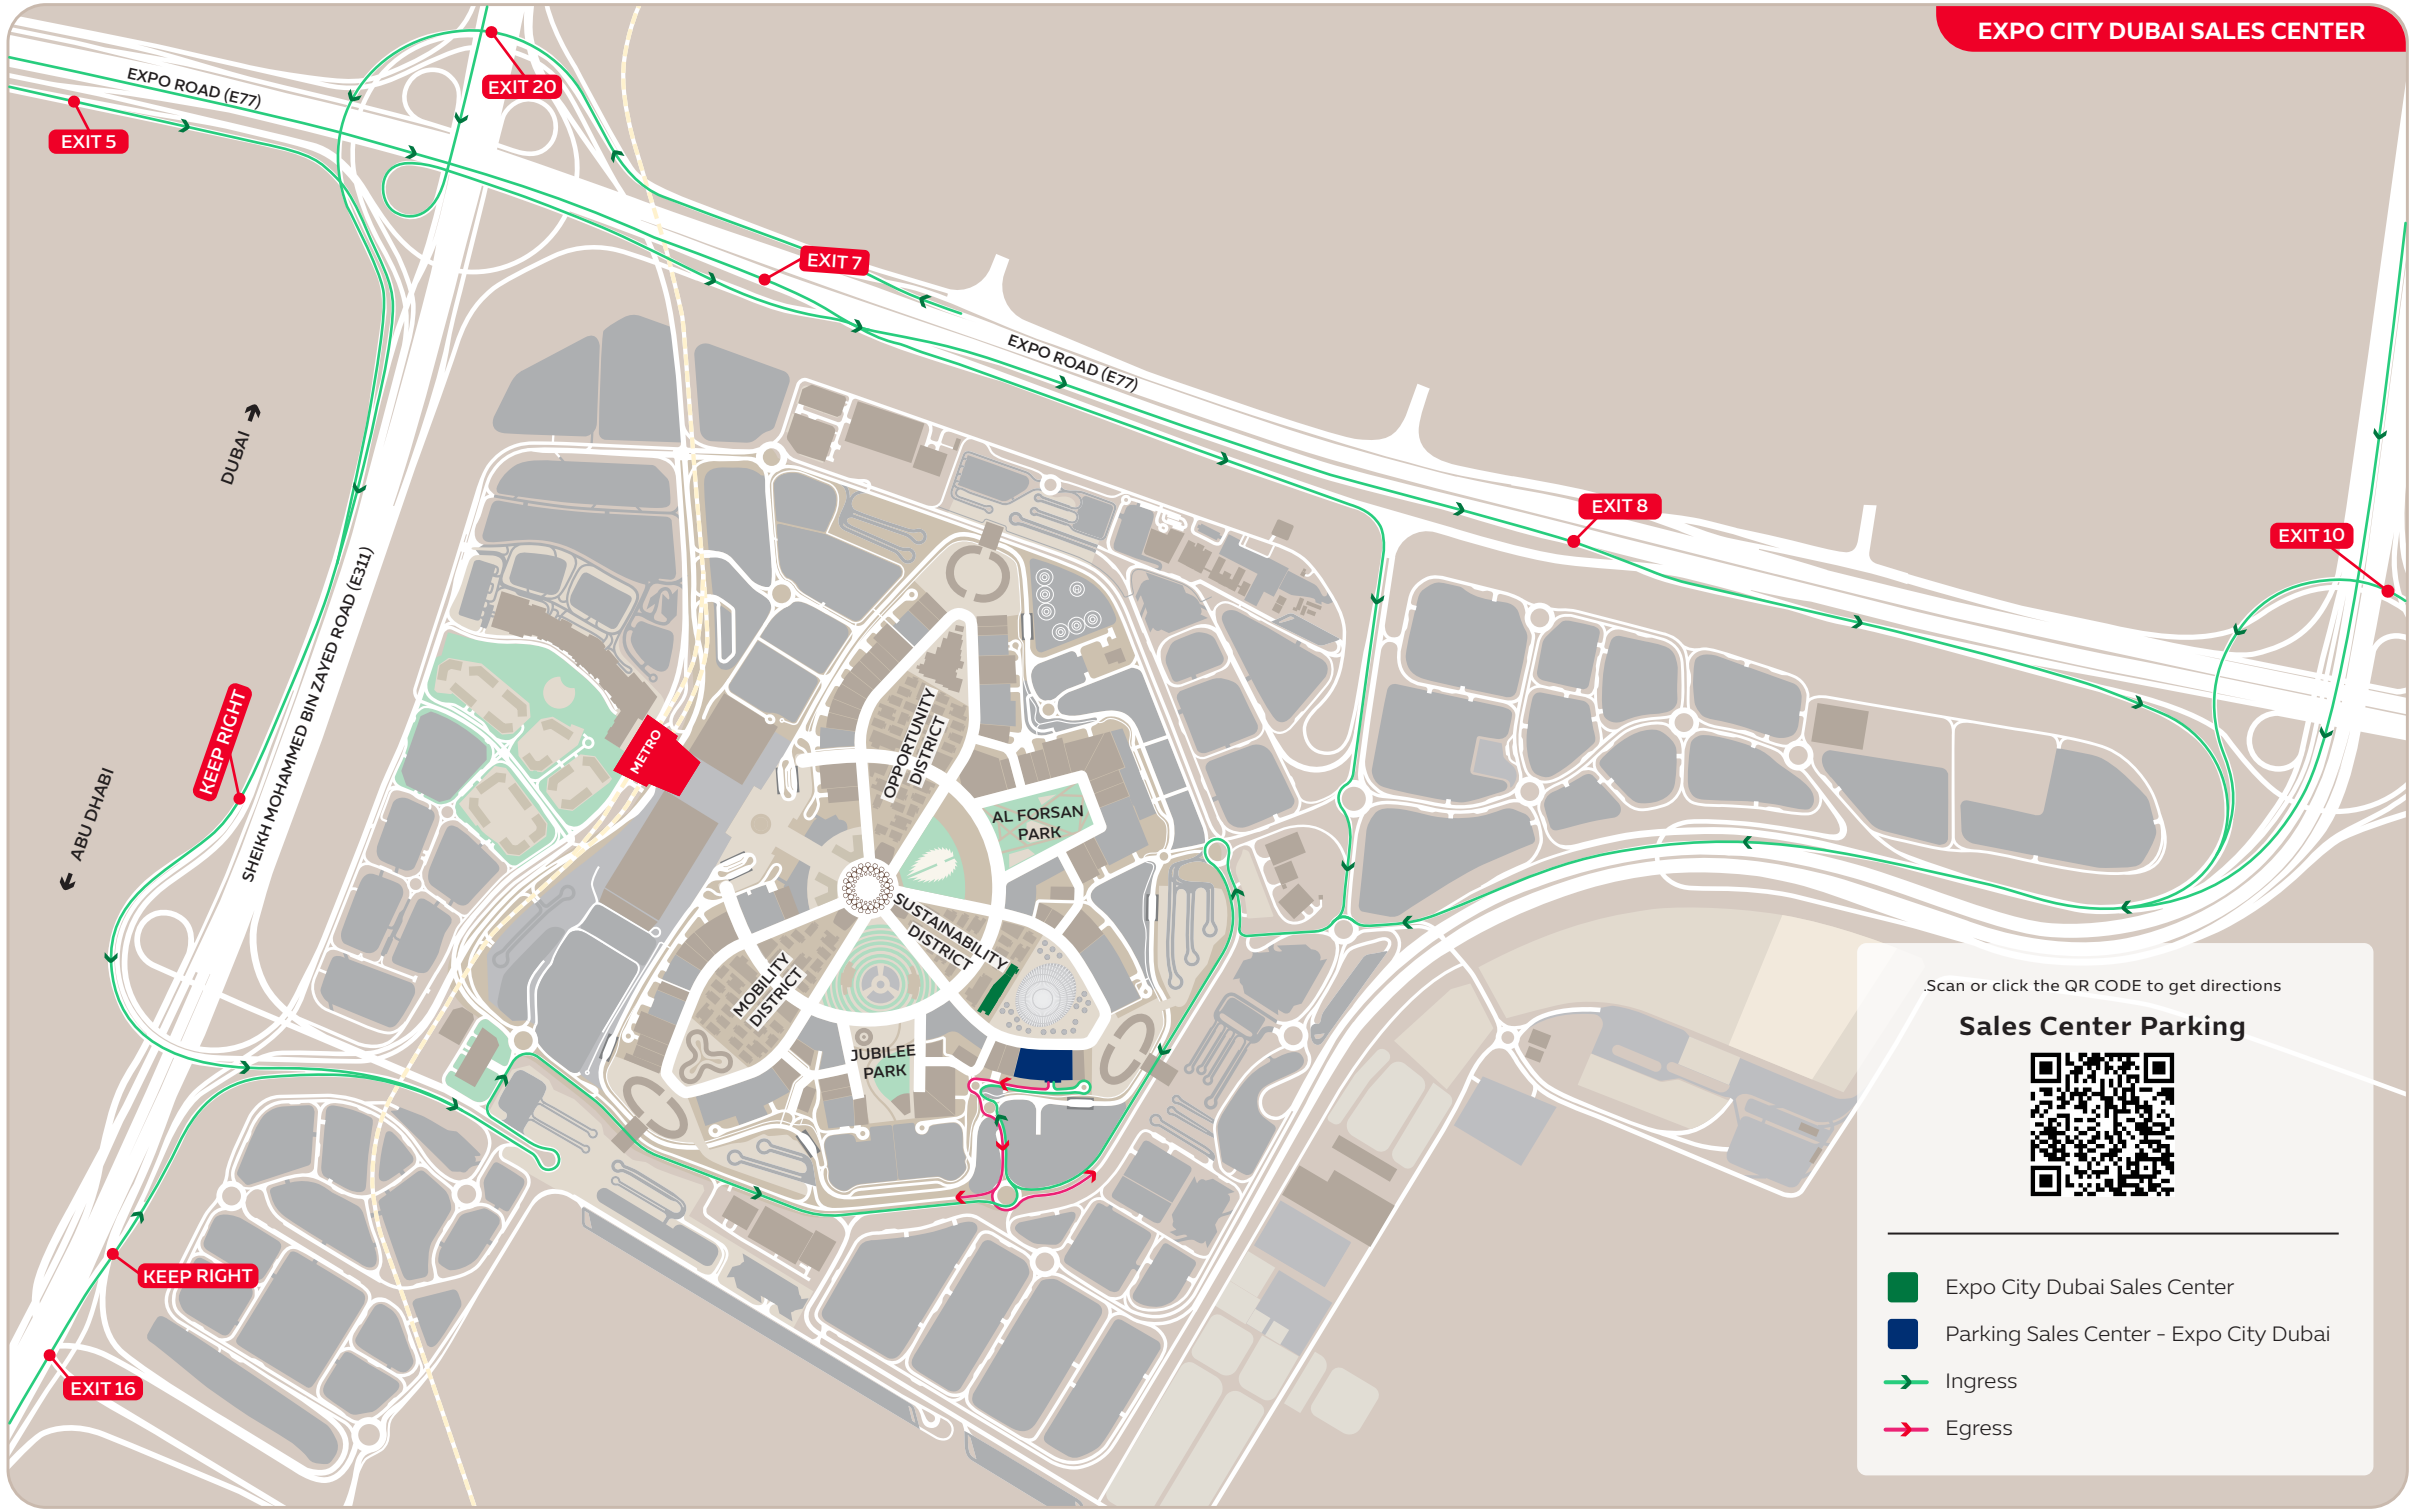 EXPO CITY DUBAI SALES CENTER
EXPO ROAD (E77)
EXIT 20
EXIT 5
EXIT 7
EXPO ROAD (E77)
EXIT 8
EXIT 10
DUBAI
ABU DHABI
KEEP RIGHT
SHEIKH MOHAMMED BIN ZAYED ROAD (E311)
METRO
OPPORTUNITY
DISTRICT
AL FORSAN
PARK
SUSTAINABILITY
DISTRICT
MOBILITY
DISTRICT
JUBILEE
PARK
KEEP RIGHT
EXIT 16
.Scan or click the QR CODE to get directions
Sales Center Parking
Expo City Dubai Sales Center
Parking Sales Center - Expo City Dubai
Ingress
Egress